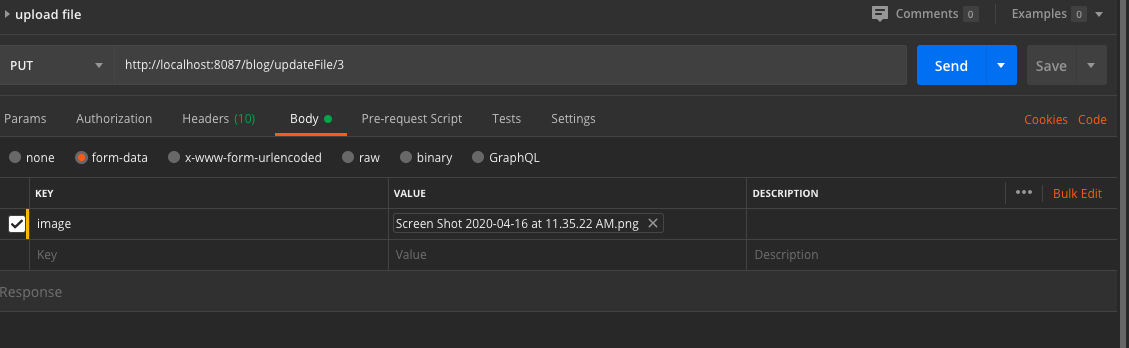 upload file Comments 0 Examples 0
PUT http://localhost:8087/blog/updateFile/3 Send Save
Params Authorization Headers (10) Body Pre-request Script Tests Settings Cookies Code
none form-data x-www-form-urlencoded raw binary GraphQL
KEY VALUE DESCRIPTION ••• Bulk Edit
image Screen Shot 2020-04-16 at 11.35.22 AM.png
Key Value Description
Response